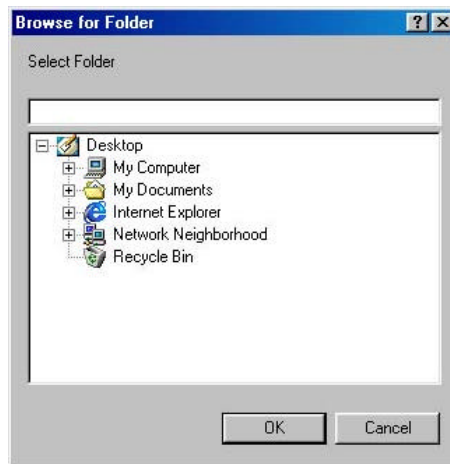 Browse for Folder
Select Folder
Desktop
My Computer
My Documents
Internet Explorer
Network Neighborhood
Recycle Bin
OK Cancel